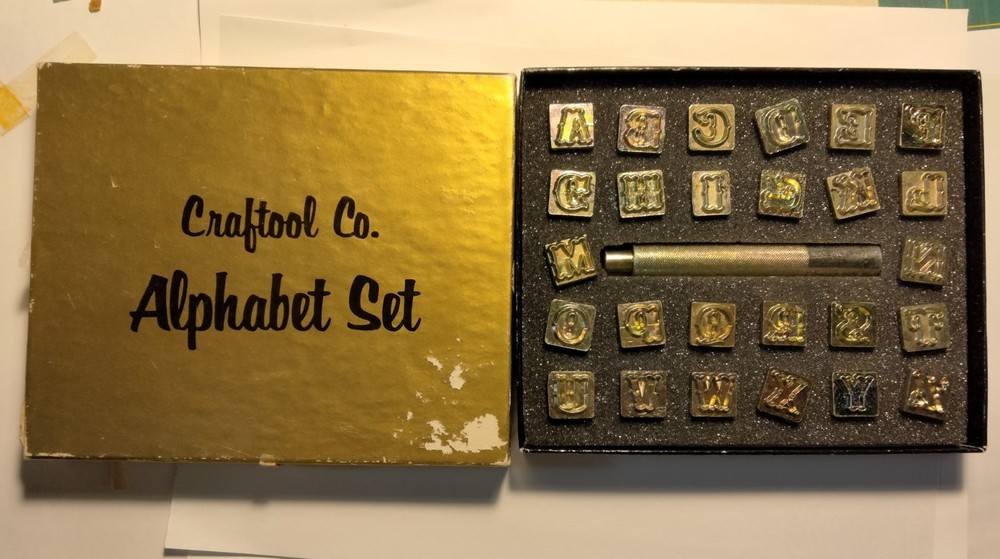 Craftool Co.
Alphabet Set
A B C D E F
G H I J K L
M N
O P Q R S T
U V W X Y Z